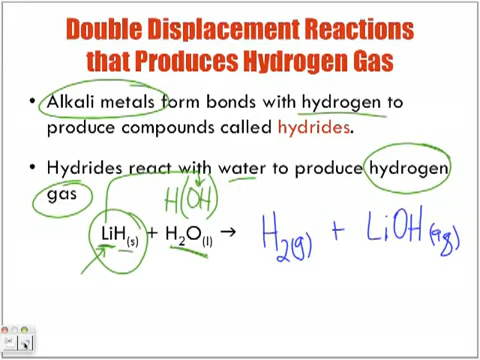 Double Displacement Reactions
that Produces Hydrogen Gas
• Alkali metals form bonds with hydrogen to
produce compounds called hydrides.
• Hydrides react with water to produce hydrogen
gas
H(OH)
LiH(s) + H2O(l) → H2(g) + LiOH(aq)